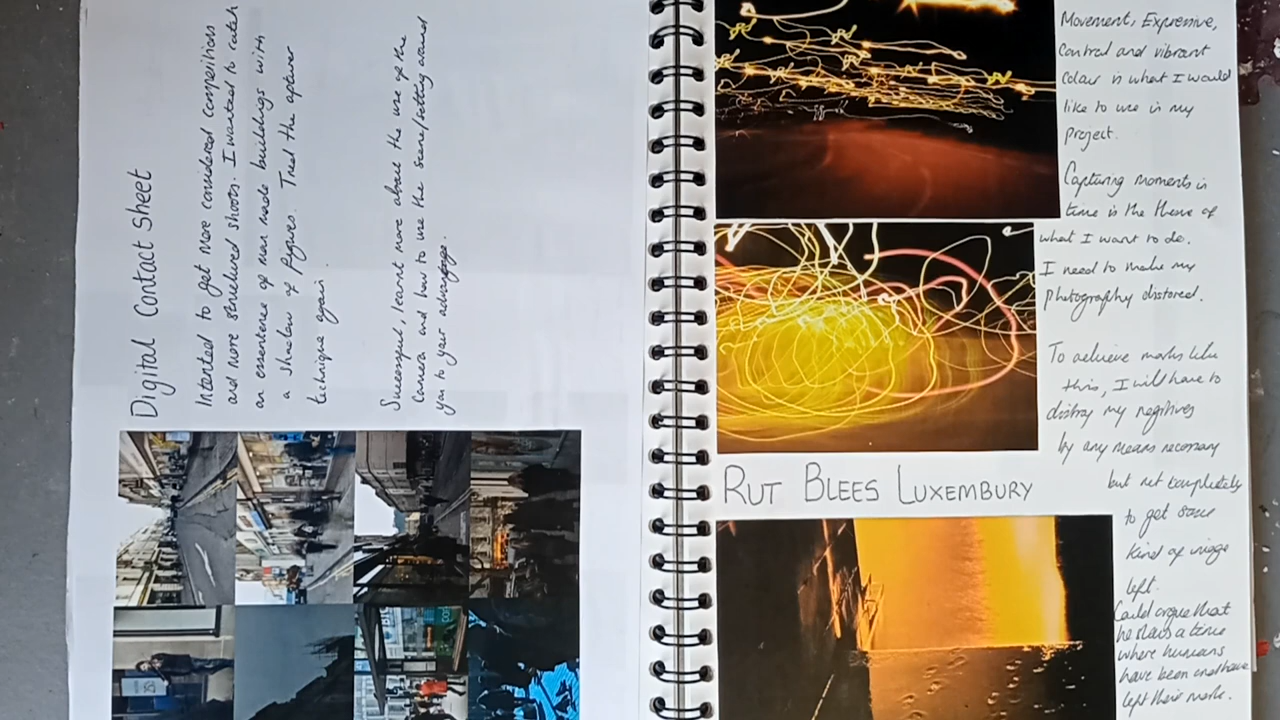 Digital Contact Sheet
Intented to get more considered compositions
and more structured shoots. I wanted to catch
an essentence of man made buildings with
a shadow of figures. Tried the aperture
technique again.
Successful, learnt more about the use of the
camera and how to use the scene/setting around
you to your advantage.
Movement, Expressive,
control and vibrant
colour is what I would
like to use in my
project.
Capturing moments in
time is the theme of
what I want to do.
I need to make my
photography distored.
To achieve marks like
this, I will have to
distroy my negitives
by any means necessary
but not completely
to get some
kind of image
left.
Could argue that
he shows a time
where humans
have been and have
left their mark.
RUT BLEES LUXEMBURY